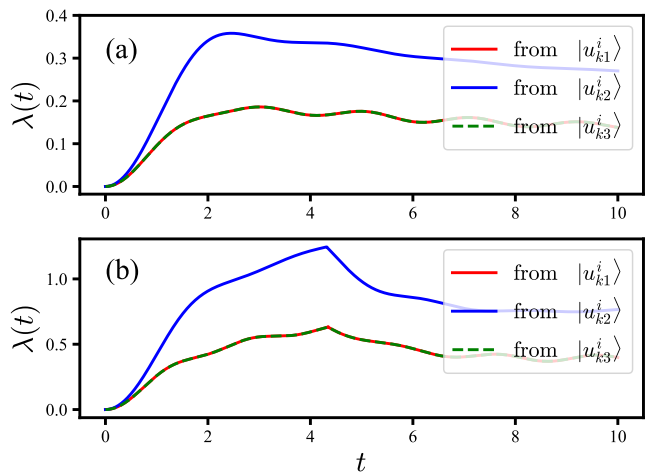 0.4
0.3
0.2
0.1
0.0
λ(t)
(a)
from |u^i_{k1}⟩
from |u^i_{k2}⟩
from |u^i_{k3}⟩
0 2 4 6 8 10
1.0
0.5
0.0
λ(t)
(b)
from |u^i_{k1}⟩
from |u^i_{k2}⟩
from |u^i_{k3}⟩
0 2 4 6 8 10
t